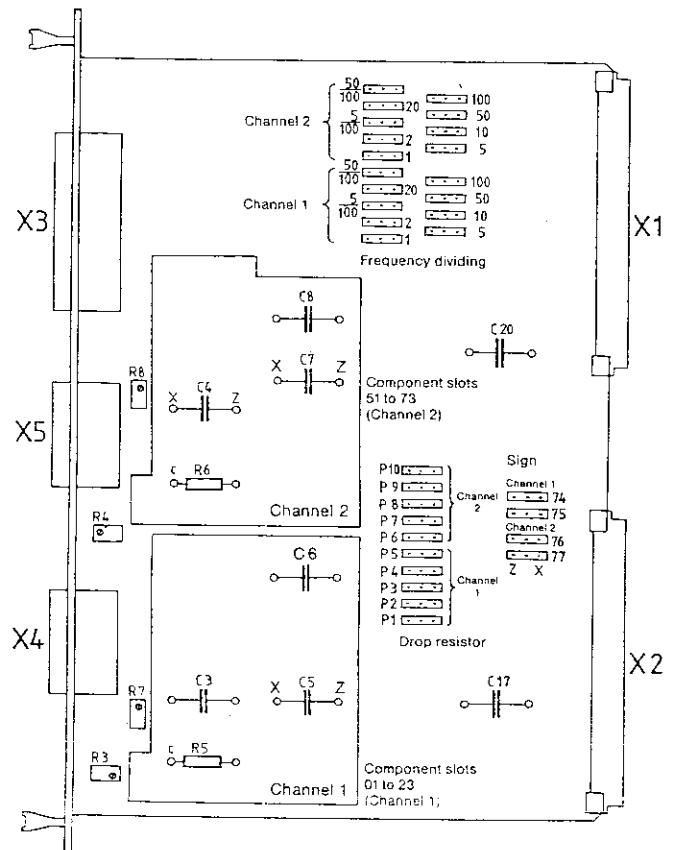 50
100
20
100
Channel 2
5
100
50
2
10
1
5
50
100
20
100
Channel 1
5
100
50
2
10
1
5
Frequency dividing
X3
X1
C8
C20
R8
X
C4
Z
X
C7
Z
Component slots
51 to 73
(Channel 2)
X5
c
R6
Channel 2
R4
P10
P 9
P 8
P 7
P 6
Channel
2
P5
P4
P3
P2
P1
Channel
1
Drop resistor
Sign
Channel 1
74
75
Channel 2
76
77
Z X
C6
X4
X2
R7
C3
X
C5
Z
C17
R3
c
R5
Channel 1
Component slots
01 to 23
(Channel 1)